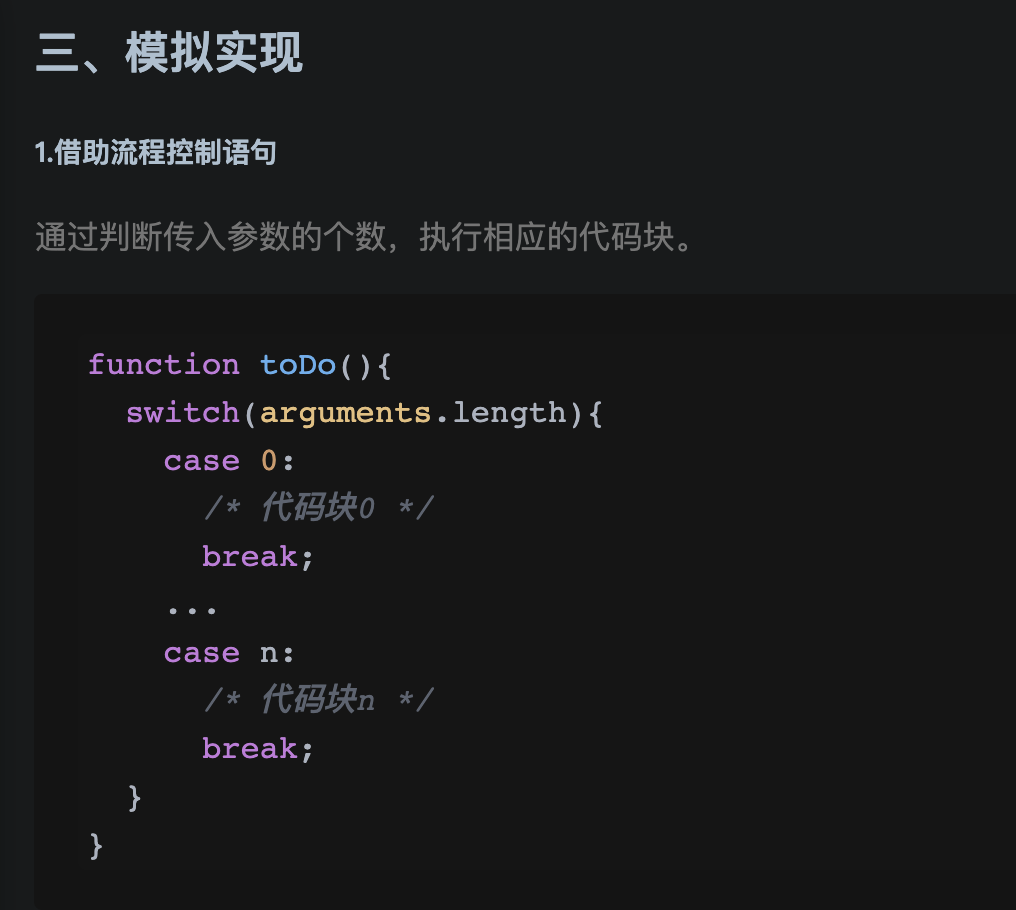 三、模拟实现
1.借助流程控制语句
通过判断传入参数的个数，执行相应的代码块。
function toDo(){
  switch(arguments.length){
    case 0:
      /* 代码块0 */
      break;
    ...
    case n:
      /* 代码块n */
      break;
  }
}